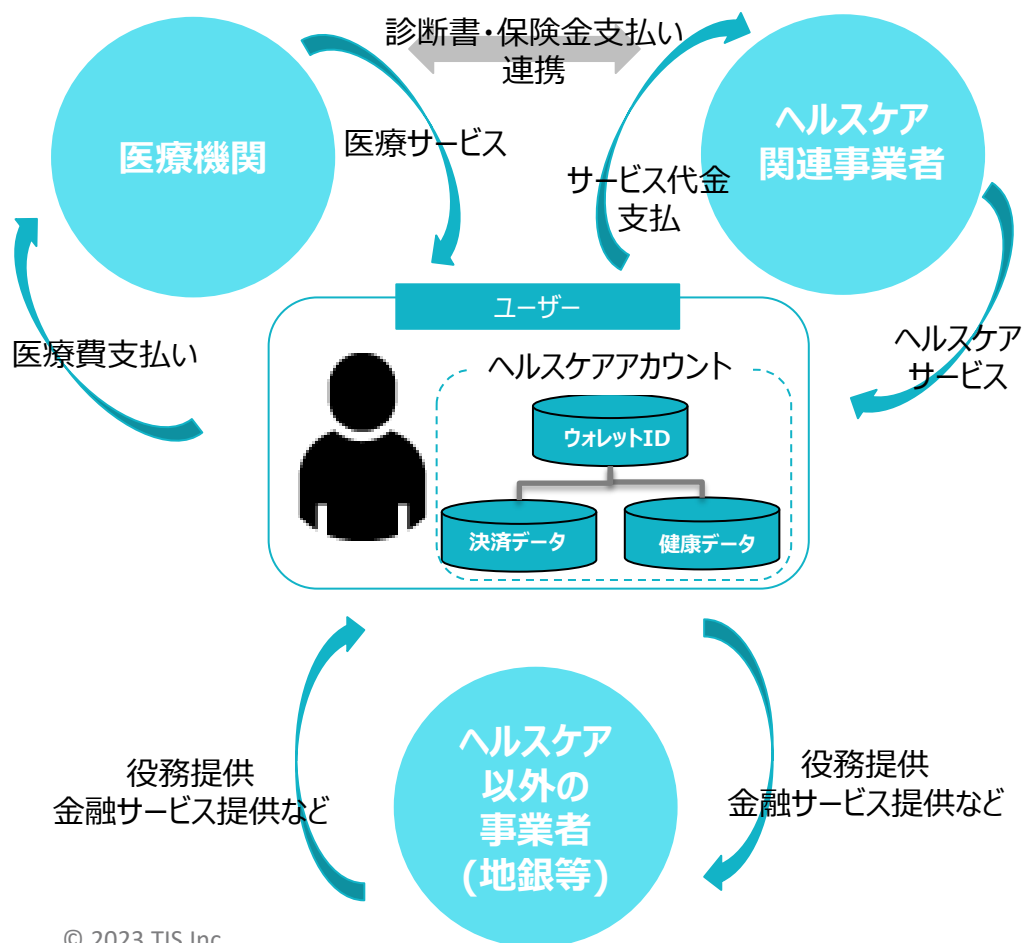 診断書・保険金支払い
連携
医療機関
医療サービス
サービス代金
支払
ヘルスケア
関連事業者
医療費支払い
ユーザー
ヘルスケアアカウント
ウォレットID
決済データ
健康データ
ヘルスケア
サービス
役務提供
金融サービス提供など
ヘルスケア
以外の
事業者
(地銀等)
役務提供
金融サービス提供など
© 2023 TIS Inc.